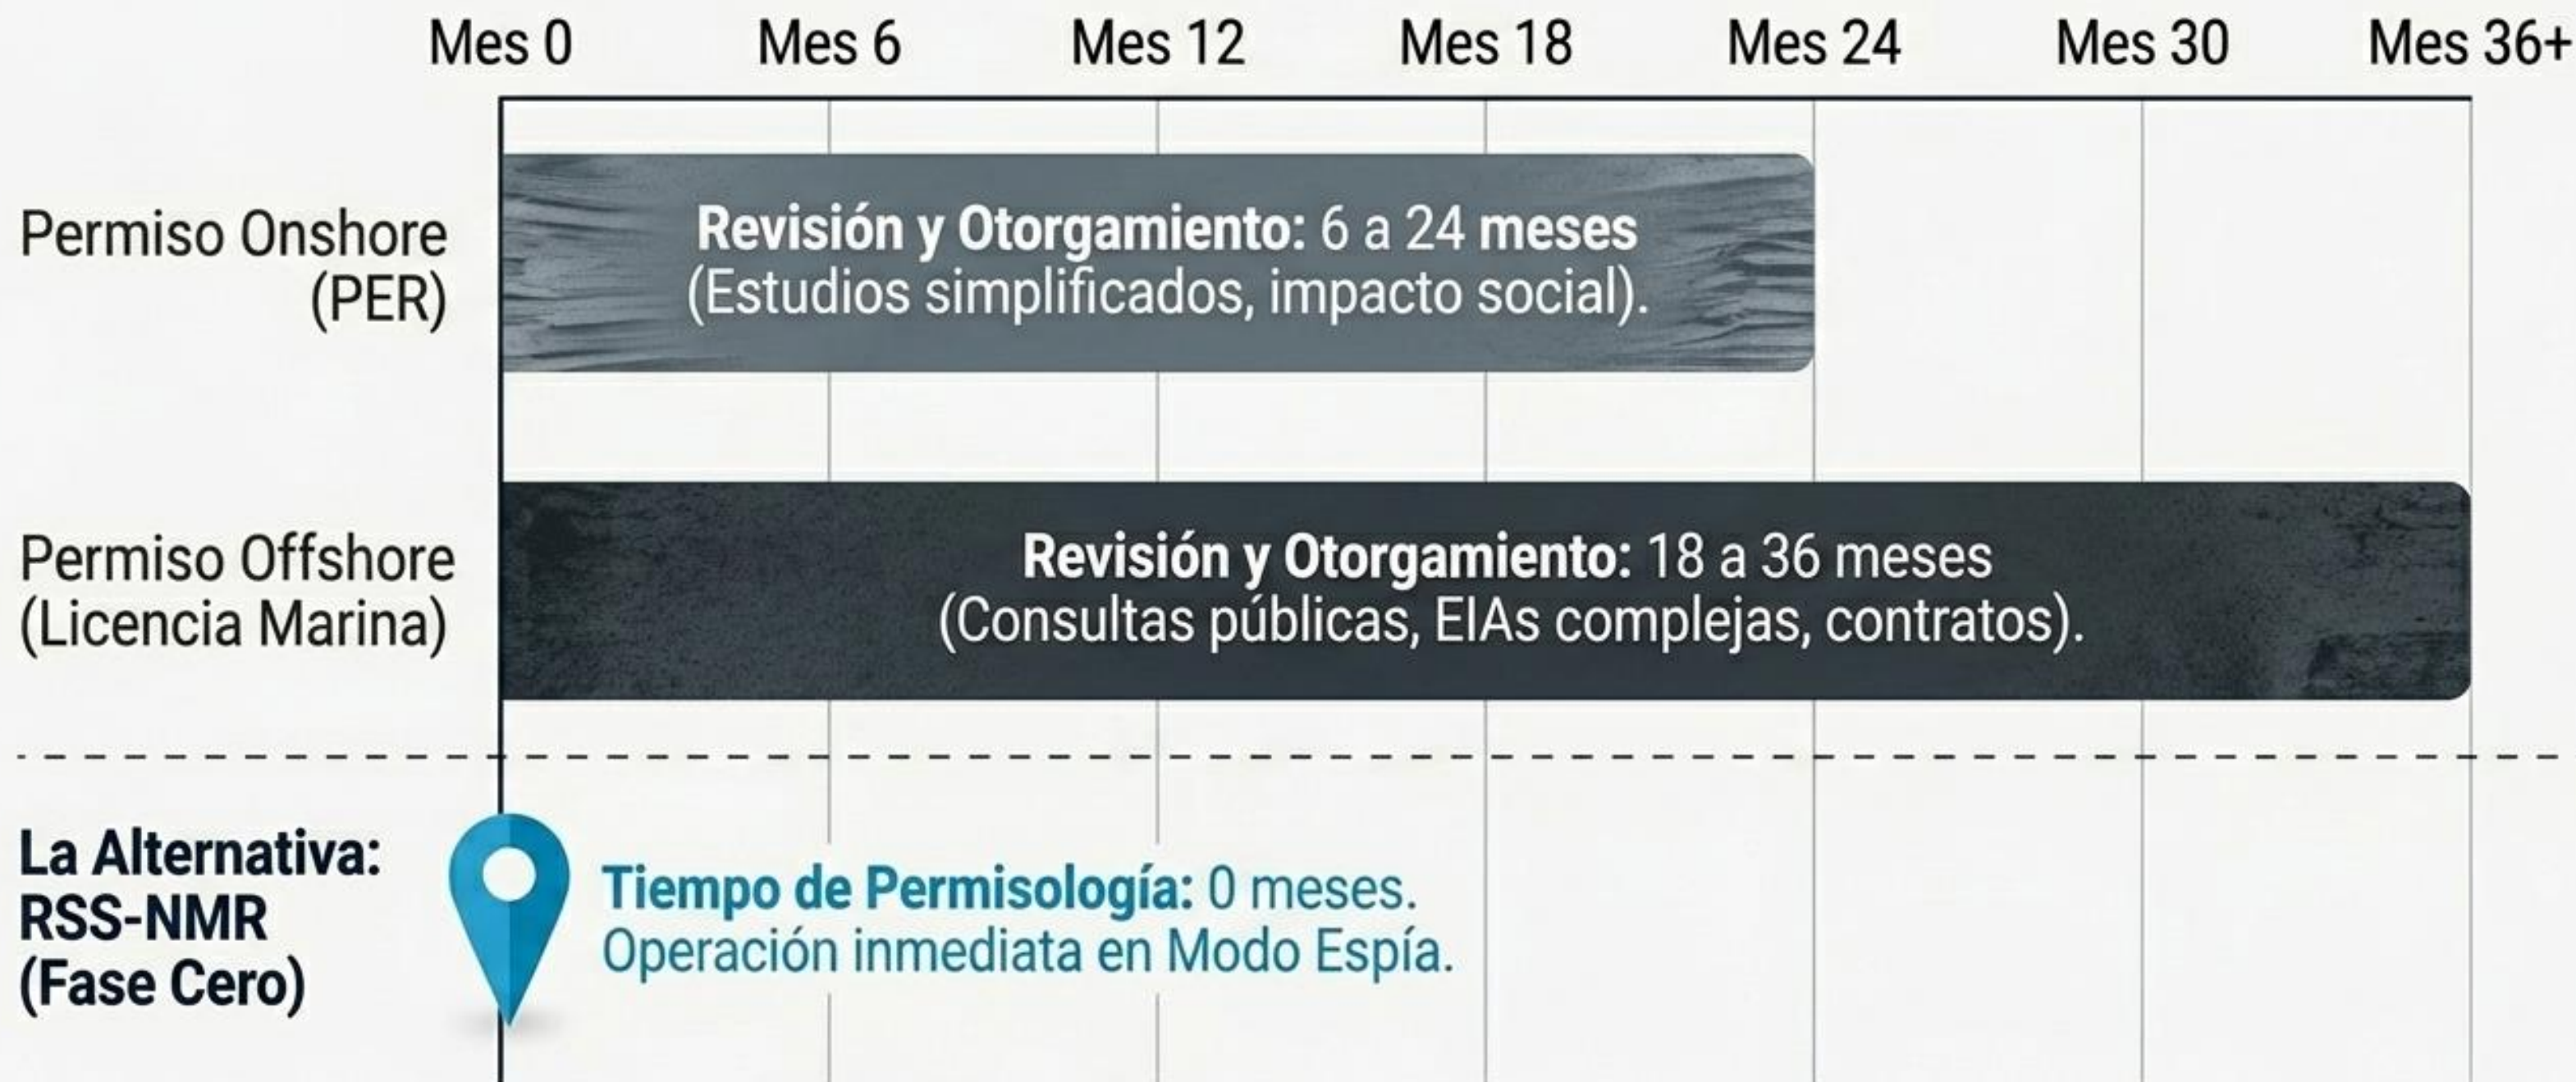 Mes 0 Mes 6 Mes 12 Mes 18 Mes 24 Mes 30 Mes 36+
Permiso Onshore
(PER)
Revisión y Otorgamiento: 6 a 24 meses
(Estudios simplificados, impacto social).
Permiso Offshore
(Licencia Marina)
Revisión y Otorgamiento: 18 a 36 meses
(Consultas públicas, EIAs complejas, contratos).
La Alternativa:
RSS-NMR
(Fase Cero)
Tiempo de Permisología: 0 meses.
Operación inmediata en Modo Espía.